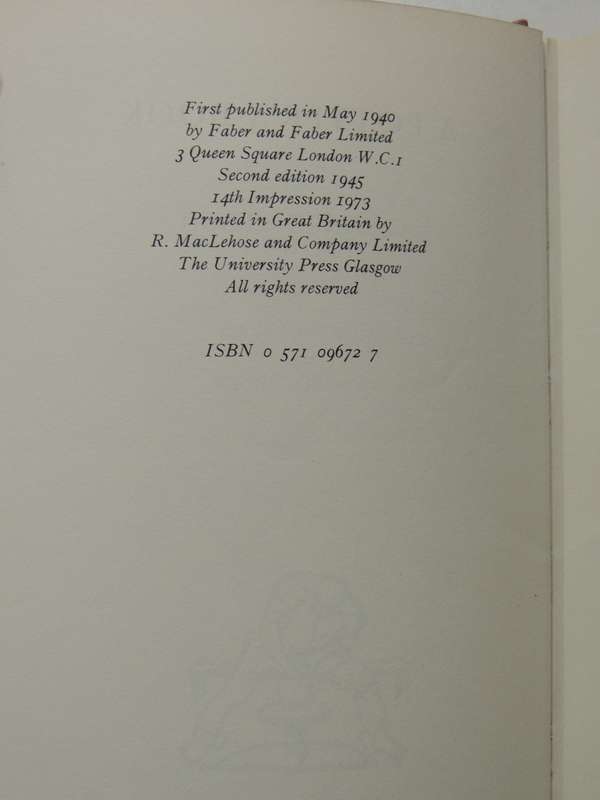 First published in May 1940
by Faber and Faber Limited
3 Queen Square London W.C.1
Second edition 1945
14th Impression 1973
Printed in Great Britain by
R. MacLehose and Company Limited
The University Press Glasgow
All rights reserved
ISBN 0 571 09672 7